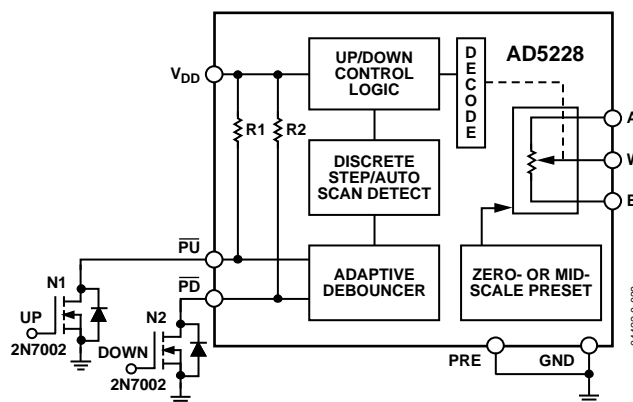 UP/DOWN
CONTROL
LOGIC
DECODE
AD5228
VDD
R1
R2
A
W
DISCRETE
STEP/AUTO
SCAN DETECT
PU
ADAPTIVE
DEBOUNCER
ZERO- OR MID-
SCALE PRESET
PD
N1
UP
2N7002
N2
DOWN
2N7002
PRE
GND